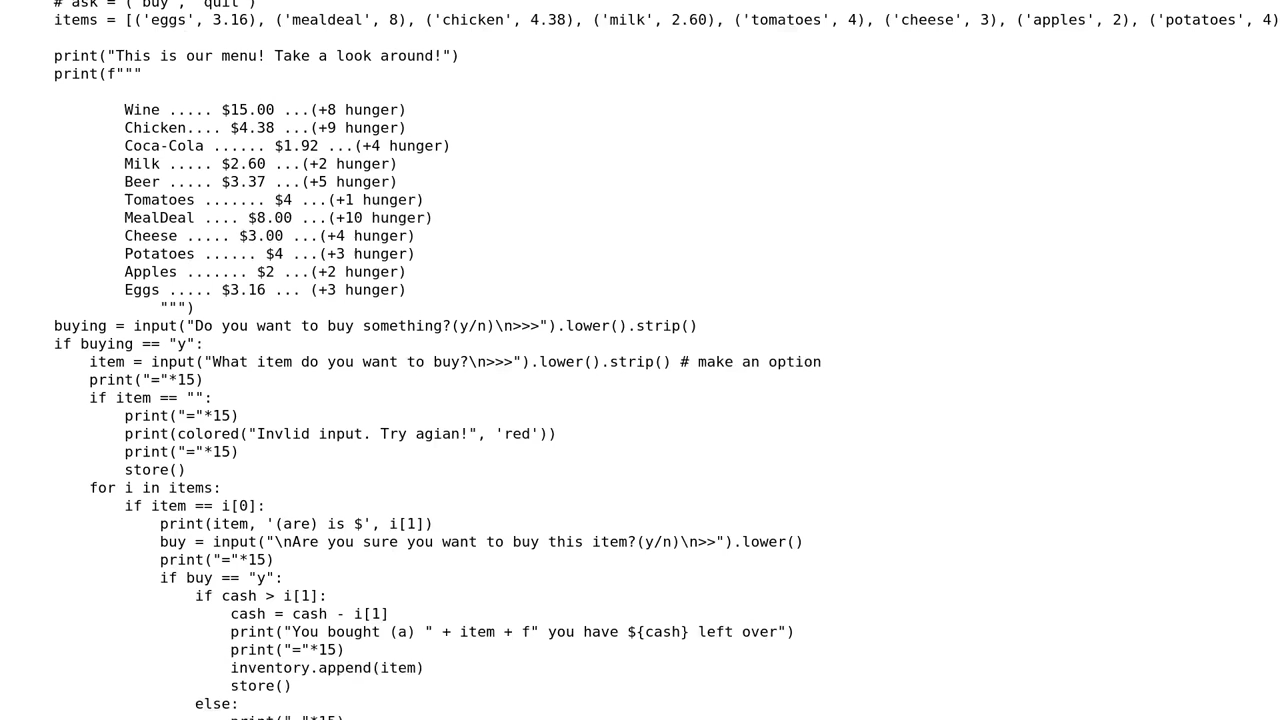 # ask = ('buy', 'quit')
items = [('eggs', 3.16), ('mealdeal', 8), ('chicken', 4.38), ('milk', 2.60), ('tomatoes', 4), ('cheese', 3), ('apples', 2), ('potatoes', 4)
print("This is our menu! Take a look around!")
print(f"""
Wine ..... $15.00 ...(+8 hunger)
Chicken.... $4.38 ...(+9 hunger)
Coca-Cola ...... $1.92 ...(+4 hunger)
Milk ..... $2.60 ...(+2 hunger)
Beer ..... $3.37 ...(+5 hunger)
Tomatoes ....... $4 ...(+1 hunger)
MealDeal .... $8.00 ...(+10 hunger)
Cheese ..... $3.00 ...(+4 hunger)
Potatoes ...... $4 ...(+3 hunger)
Apples ....... $2 ...(+2 hunger)
Eggs ..... $3.16 ... (+3 hunger)
""")
buying = input("Do you want to buy something?(y/n)\n>>>").lower().strip()
if buying == "y":
item = input("What item do you want to buy?\n>>>").lower().strip() # make an option
print("="*15)
if item == "":
print("="*15)
print(colored("Invlid input. Try agian!", 'red'))
print("="*15)
store()
for i in items:
if item == i[0]:
print(item, '(are) is $', i[1])
buy = input("\nAre you sure you want to buy this item?(y/n)\n>>").lower()
print("="*15)
if buy == "y":
if cash > i[1]:
cash = cash - i[1]
print("You bought (a) " + item + f" you have ${cash} left over")
print("="*15)
inventory.append(item)
store()
else:
print("="*15)